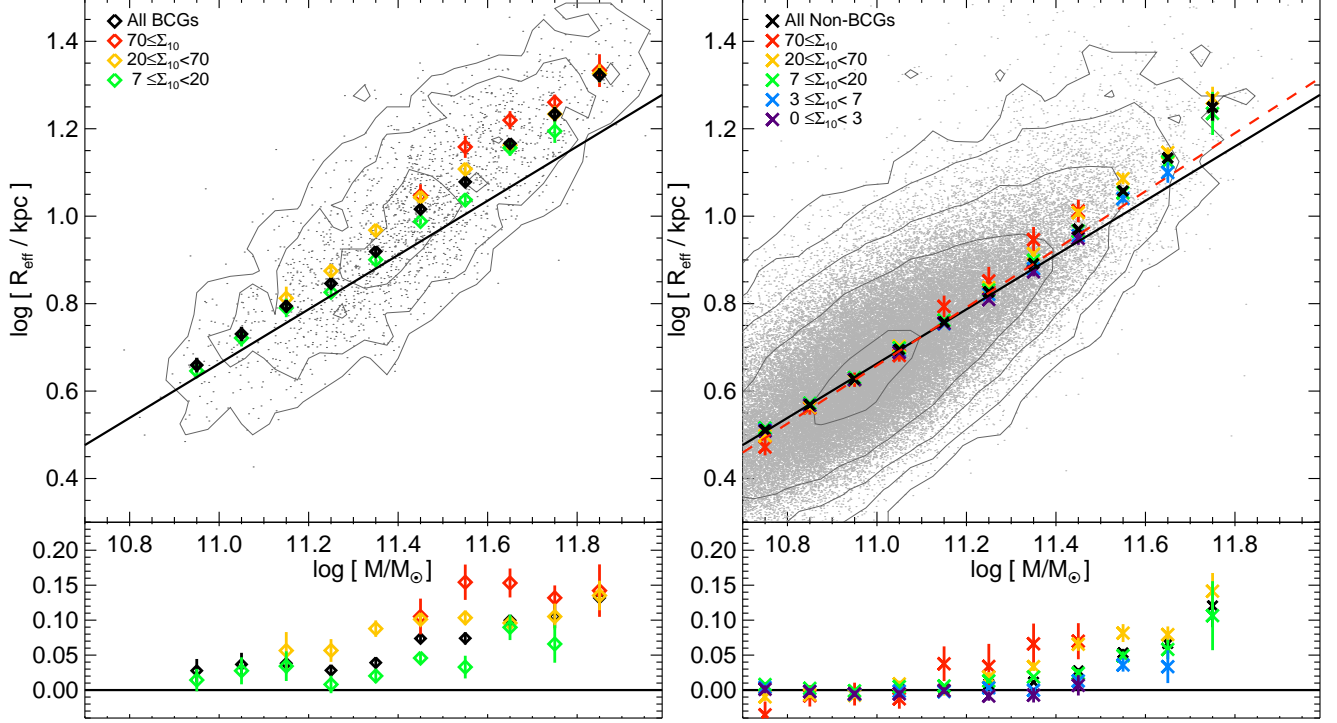 All BCGs
70≤Σ10
20≤Σ10<70
7 ≤Σ10<20
log [ Reff / kpc ]
1.4
1.2
1.0
0.8
0.6
0.4
10.8 11.0 11.2 11.4 11.6 11.8
log [ M/M⊙]
0.20
0.15
0.10
0.05
0.00
All Non-BCGs
70≤Σ10
20≤Σ10<70
7 ≤Σ10<20
3 ≤Σ10< 7
0 ≤Σ10< 3
log [ Reff / kpc ]
1.4
1.2
1.0
0.8
0.6
0.4
10.8 11.0 11.2 11.4 11.6 11.8
log [ M/M⊙]
0.20
0.15
0.10
0.05
0.00